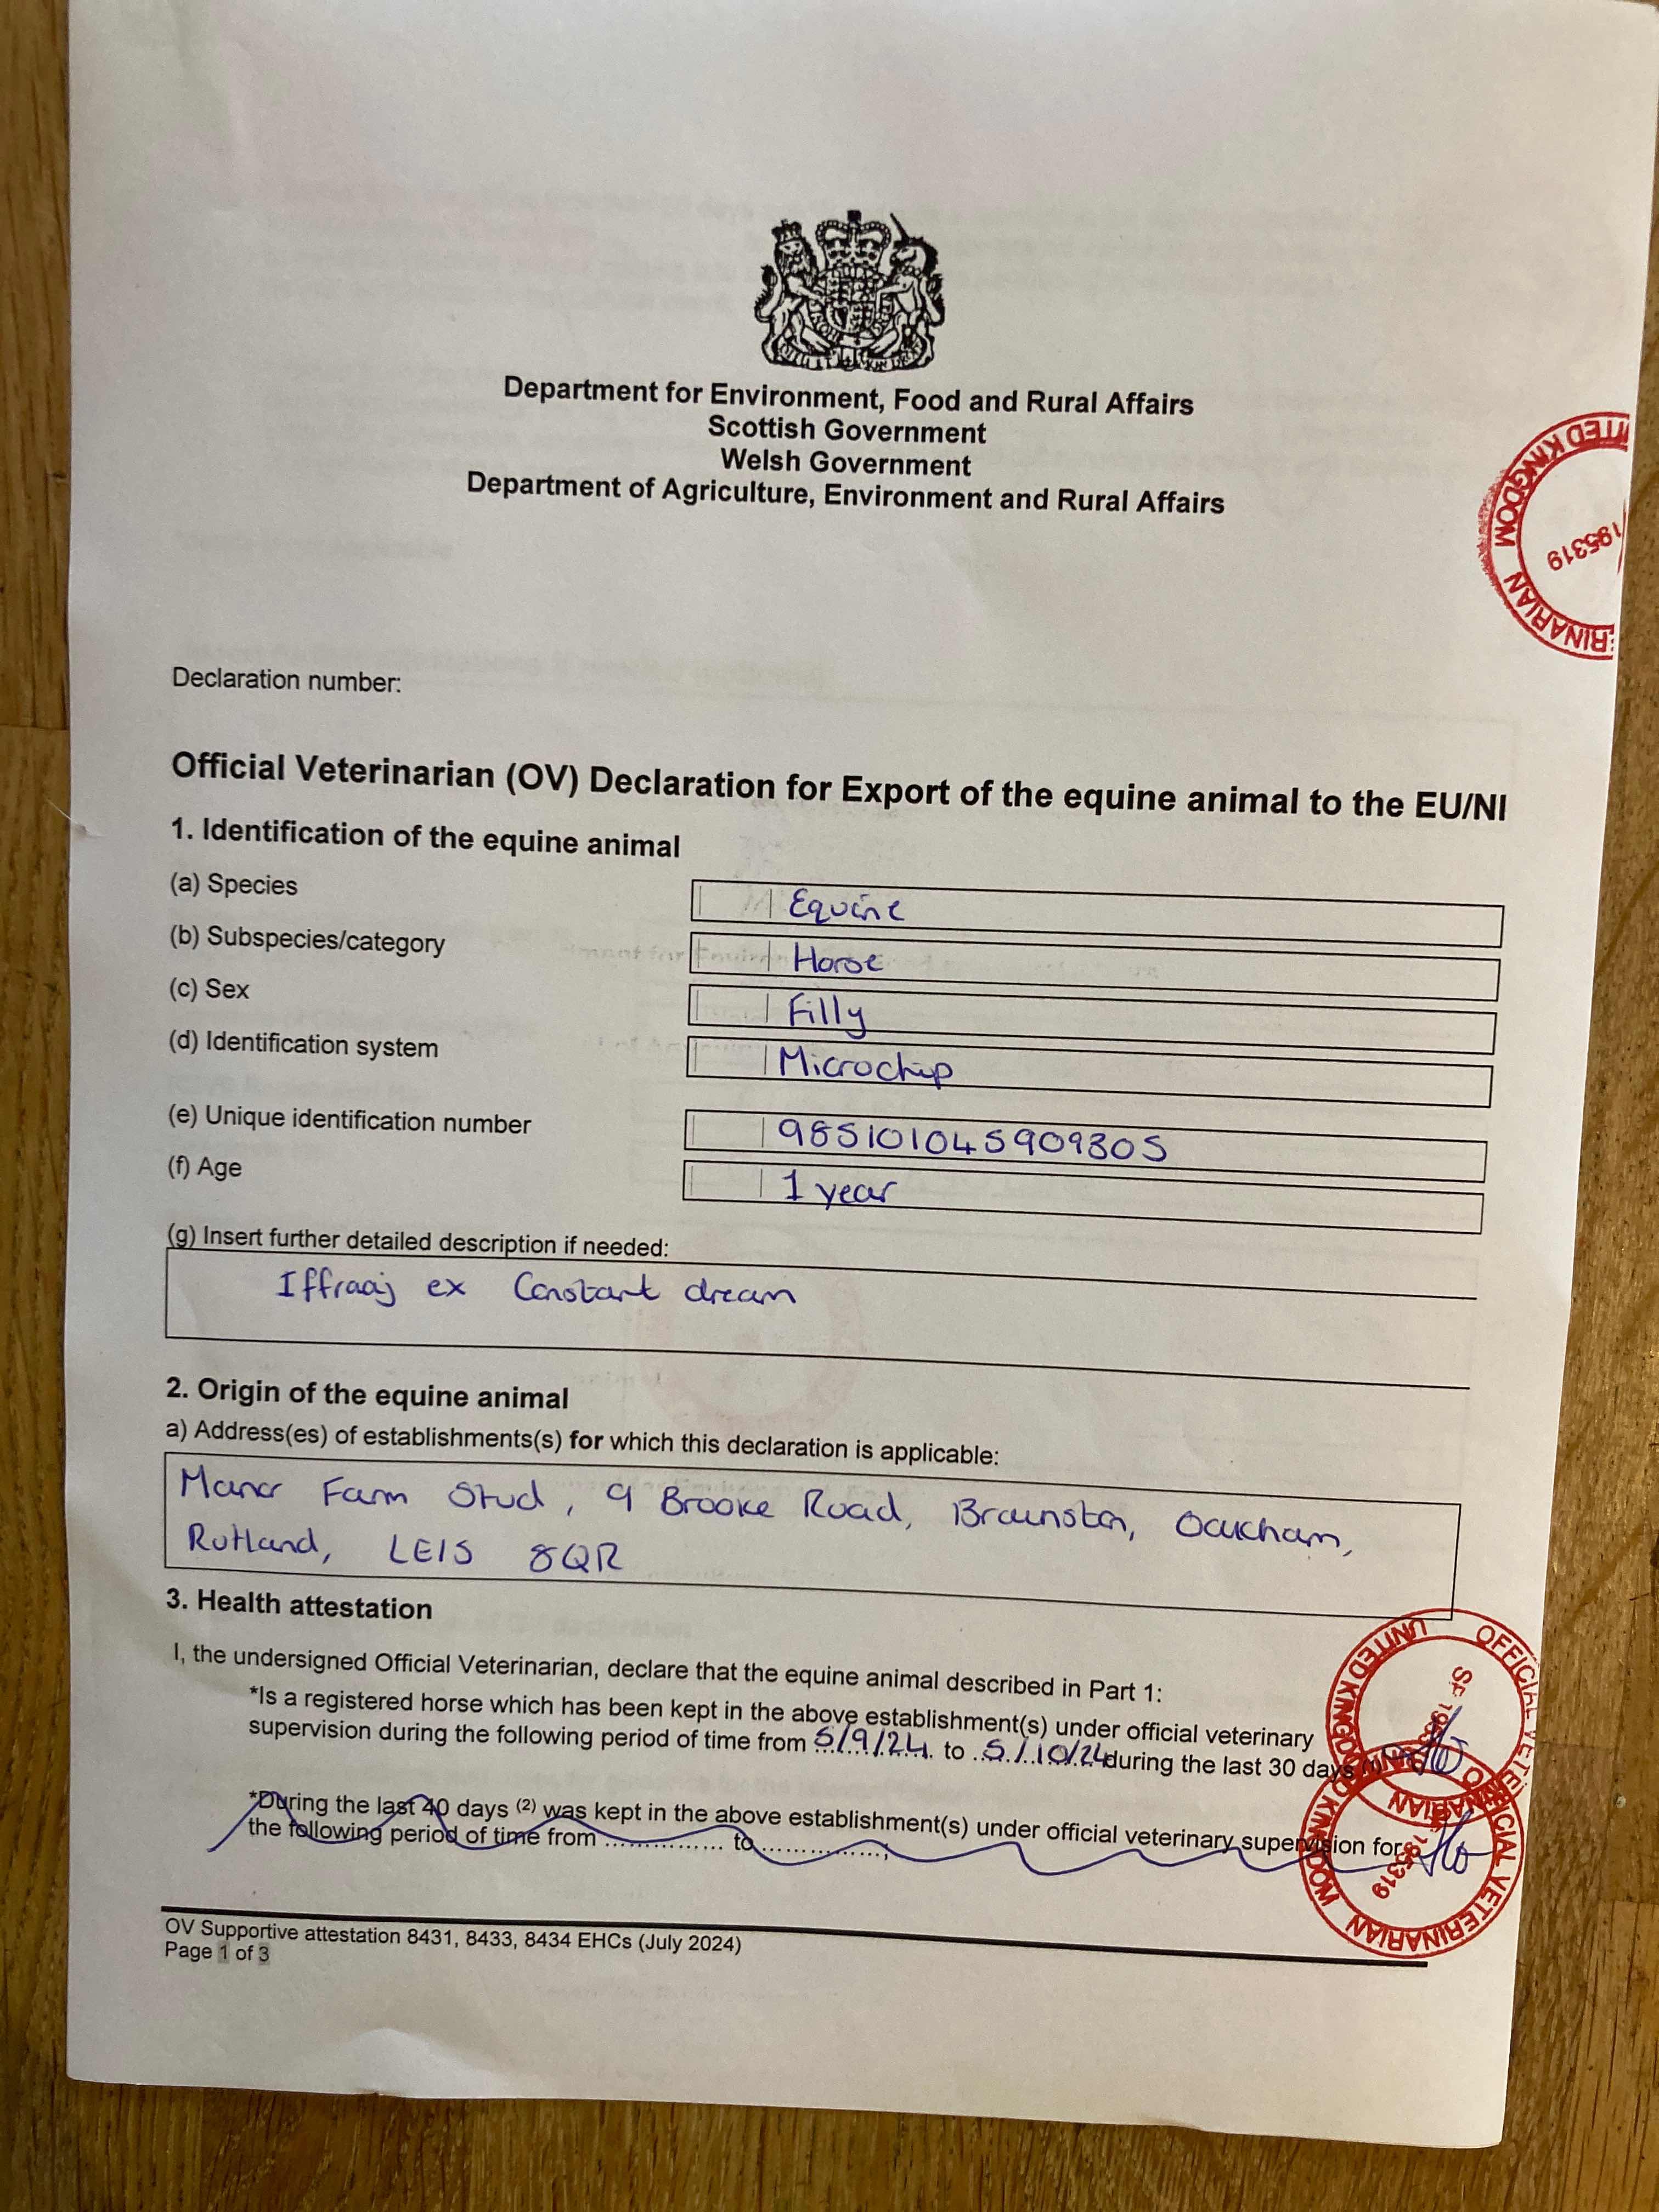 Department for Environment, Food and Rural Affairs
Scottish Government
Welsh Government
Department of Agriculture, Environment and Rural Affairs
UNITED KINGDOM
195319
Declaration number:
Official Veterinarian (OV) Declaration for Export of the equine animal to the EU/NI
1. Identification of the equine animal
(a) Species Equine
(b) Subspecies/category Horse
(c) Sex Filly
(d) Identification system Microchip
(e) Unique identification number 985101045909305
(f) Age 1 year
(g) Insert further detailed description if needed:
Iffraaj ex Constant dream
2. Origin of the equine animal
a) Address(es) of establishments(s) for which this declaration is applicable:
Manor Farm Stud, 9 Brooke Road, Braunston, Oakham,
Rutland, LE15 8QR
3. Health attestation
I, the undersigned Official Veterinarian, declare that the equine animal described in Part 1:
*Is a registered horse which has been kept in the above establishment(s) under official veterinary
supervision during the following period of time from 5/9/24 to 5/10/24 during the last 30 days
*During the last 40 days (2) was kept in the above establishment(s) under official veterinary supervision for
the following period of time from ................ to ................;
UNITED KINGDOM OFFICIAL VETERINARIAN
SP
195319
OV Supportive attestation 8431, 8433, 8434 EHCs (July 2024)
Page 1 of 3